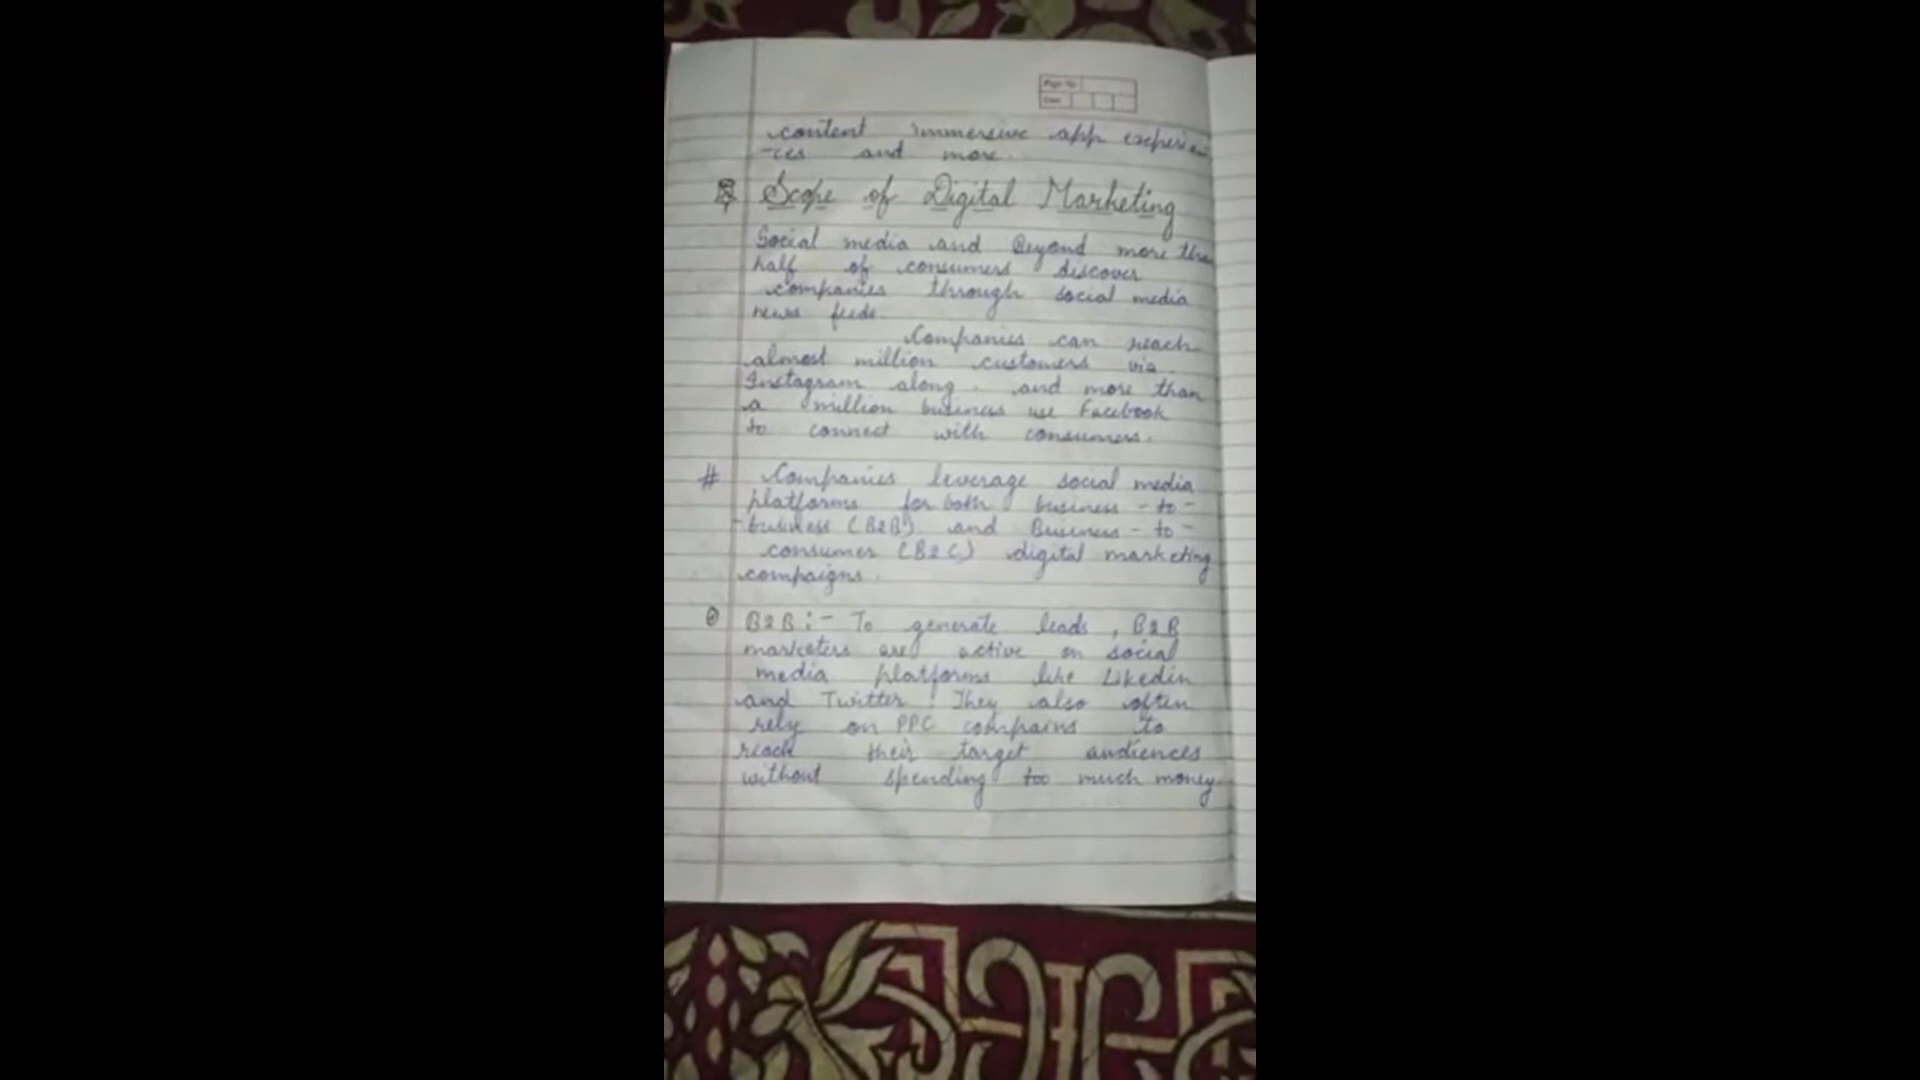 Page No
Date
content immersive app experien
-ces and more.
Scope of Digital Marketing
Social media and Beyond more than
half of consumers discover
companies through social media
news feeds.
Companies can reach
almost million customers via
Instagram along. and more than
a million business use Facebook
to connect with consumers.
# Companies leverage social media
platforms for both business - to -
- business (B2B) and Business - to -
consumer (B2C) digital marketing
compaigns.
B2B :- To generate leads, B2B
marketers are active on social
media platforms like Likedin
and Twitter. They also often
rely on PPC compains to
reach their target audiences
without spending too much money.